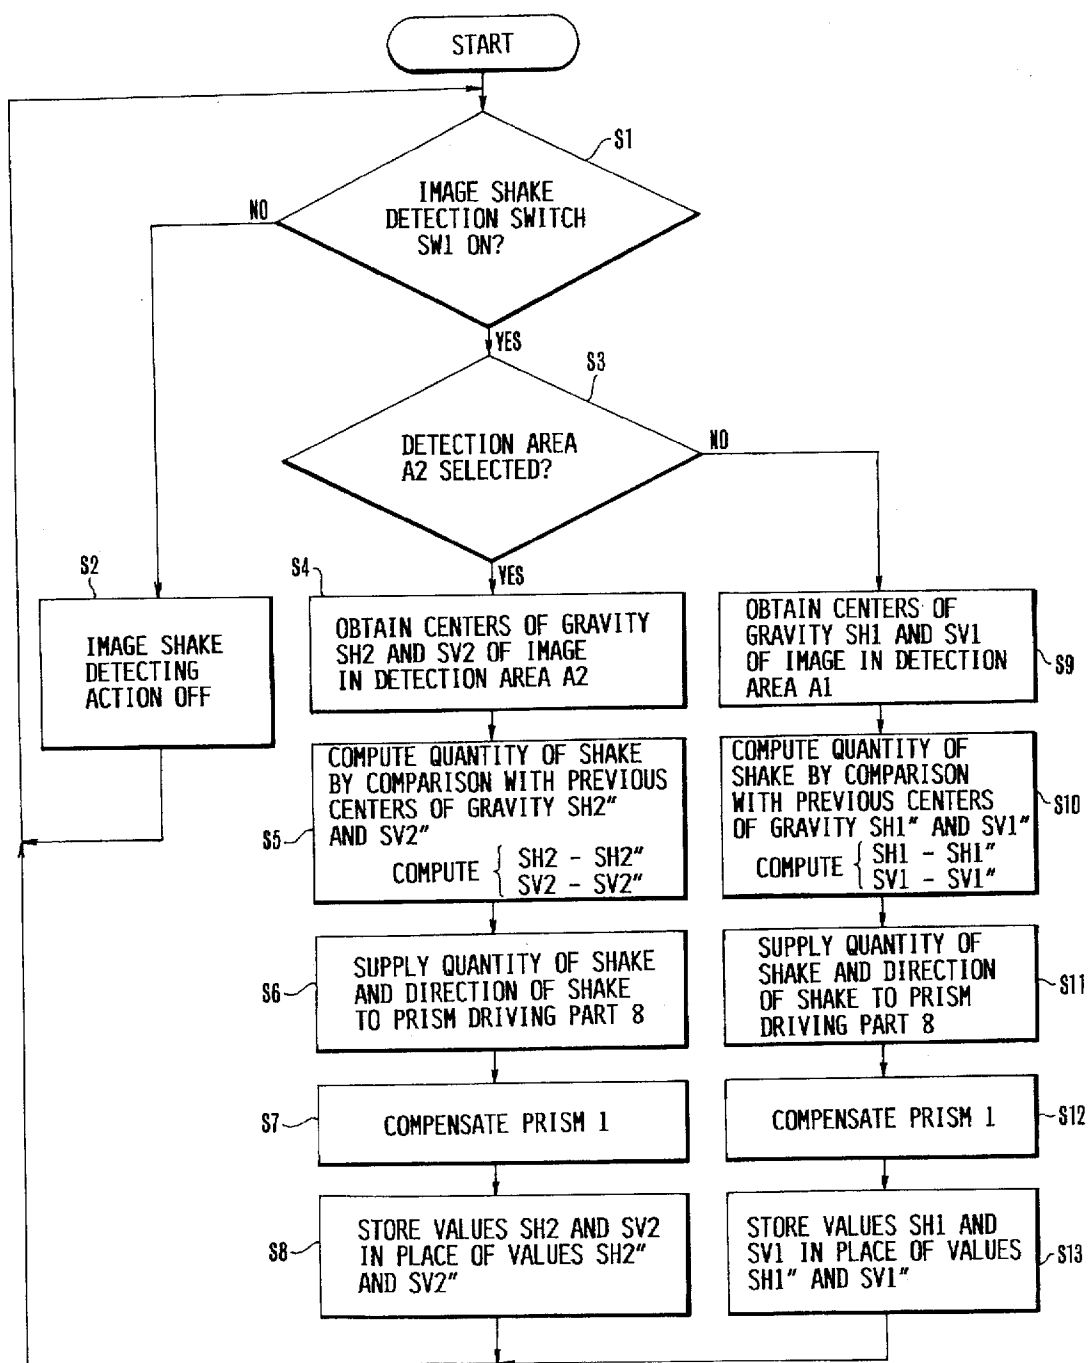 START
S1
IMAGE SHAKE
DETECTION SWITCH
SW1 ON?
NO
YES
S3
DETECTION AREA
A2 SELECTED?
NO
YES
S2
IMAGE SHAKE
DETECTING
ACTION OFF
S4
OBTAIN CENTERS OF GRAVITY
SH2 AND SV2 OF IMAGE
IN DETECTION AREA A2
S5
COMPUTE QUANTITY OF SHAKE
BY COMPARISON WITH PREVIOUS
CENTERS OF GRAVITY SH2″
AND SV2″
COMPUTE { SH2 - SH2″
SV2 - SV2″
S6
SUPPLY QUANTITY OF SHAKE
AND DIRECTION OF SHAKE
TO PRISM DRIVING PART 8
S7
COMPENSATE PRISM 1
S8
STORE VALUES SH2 AND SV2
IN PLACE OF VALUES SH2″
AND SV2″
OBTAIN CENTERS OF
GRAVITY SH1 AND SV1
OF IMAGE IN DETECTION
AREA A1
S9
COMPUTE QUANTITY OF
SHAKE BY COMPARISON
WITH PREVIOUS CENTERS
OF GRAVITY SH1″ AND SV1″
COMPUTE { SH1 - SH1″
SV1 - SV1″
S10
SUPPLY QUANTITY OF
SHAKE AND DIRECTION
OF SHAKE TO PRISM
DRIVING PART 8
S11
COMPENSATE PRISM 1
S12
STORE VALUES SH1 AND
SV1 IN PLACE OF VALUES
SH1″ AND SV1″
S13